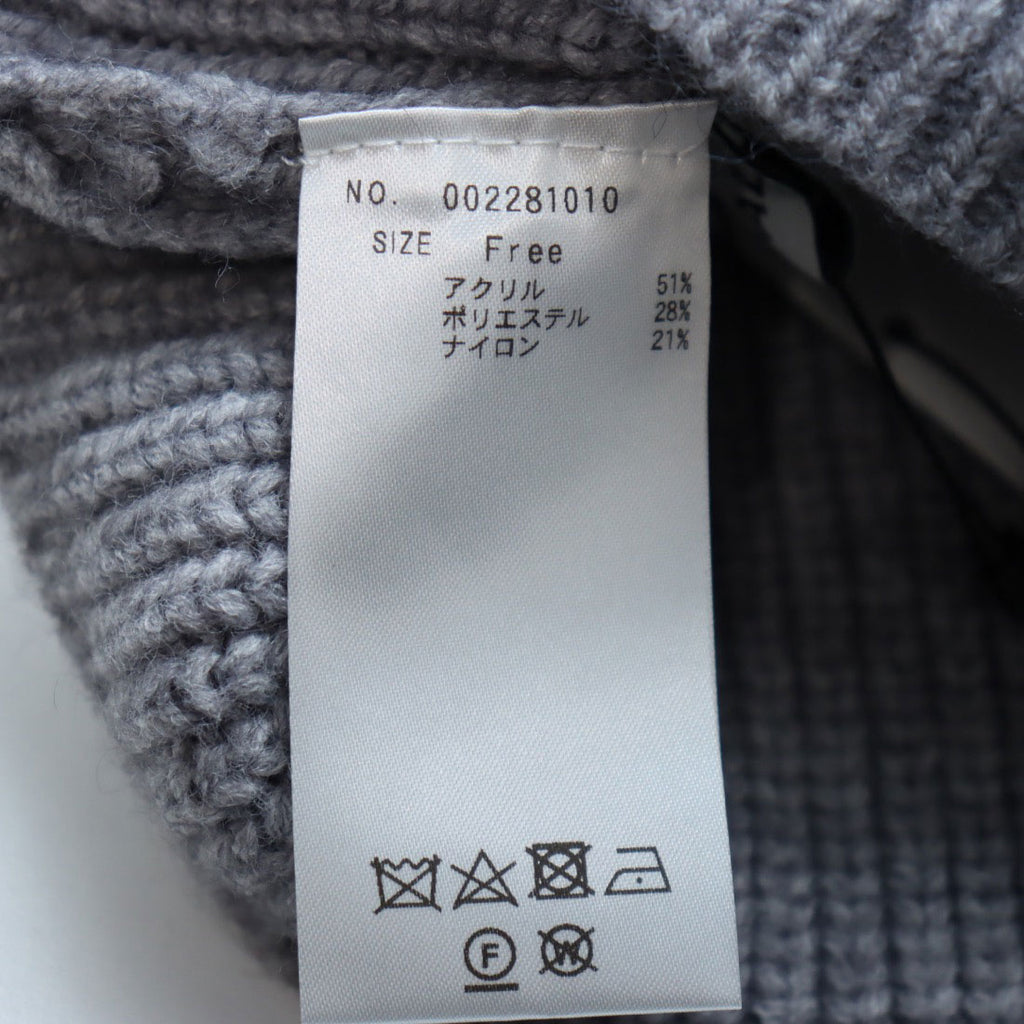 NO. 002281010
SIZE Free
アクリル 51%
ポリエステル 28%
ナイロン 21%
F W